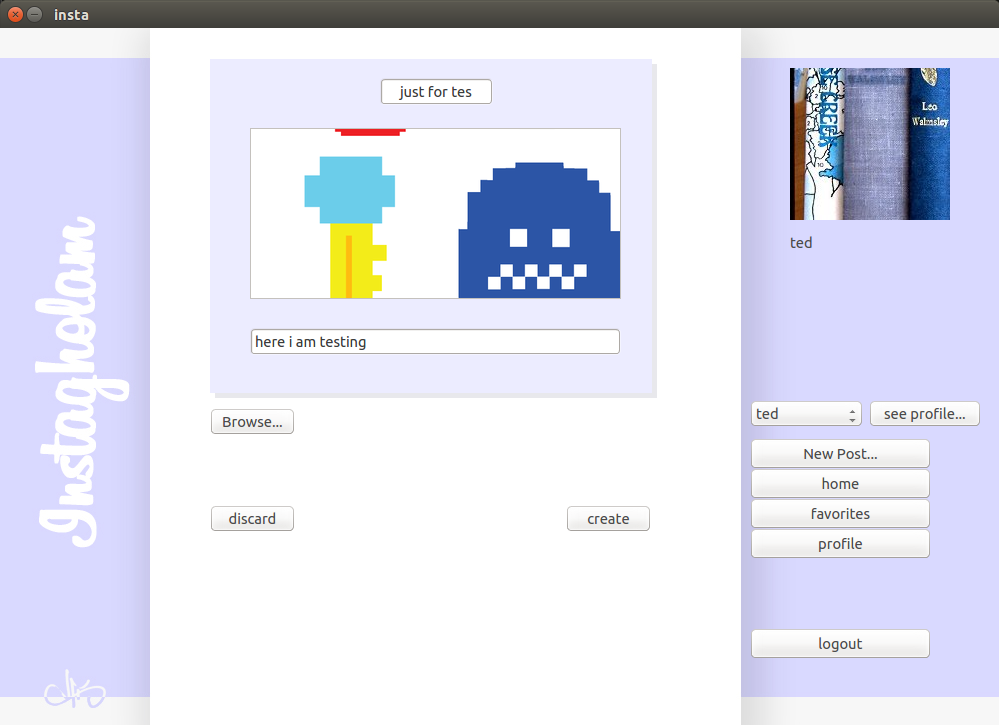 insta
just for tes
here i am testing
Browse...
discard
create
Instagholam
CREEK
Leo
Walmsley
ted
ted
see profile...
New Post...
home
favorites
profile
logout